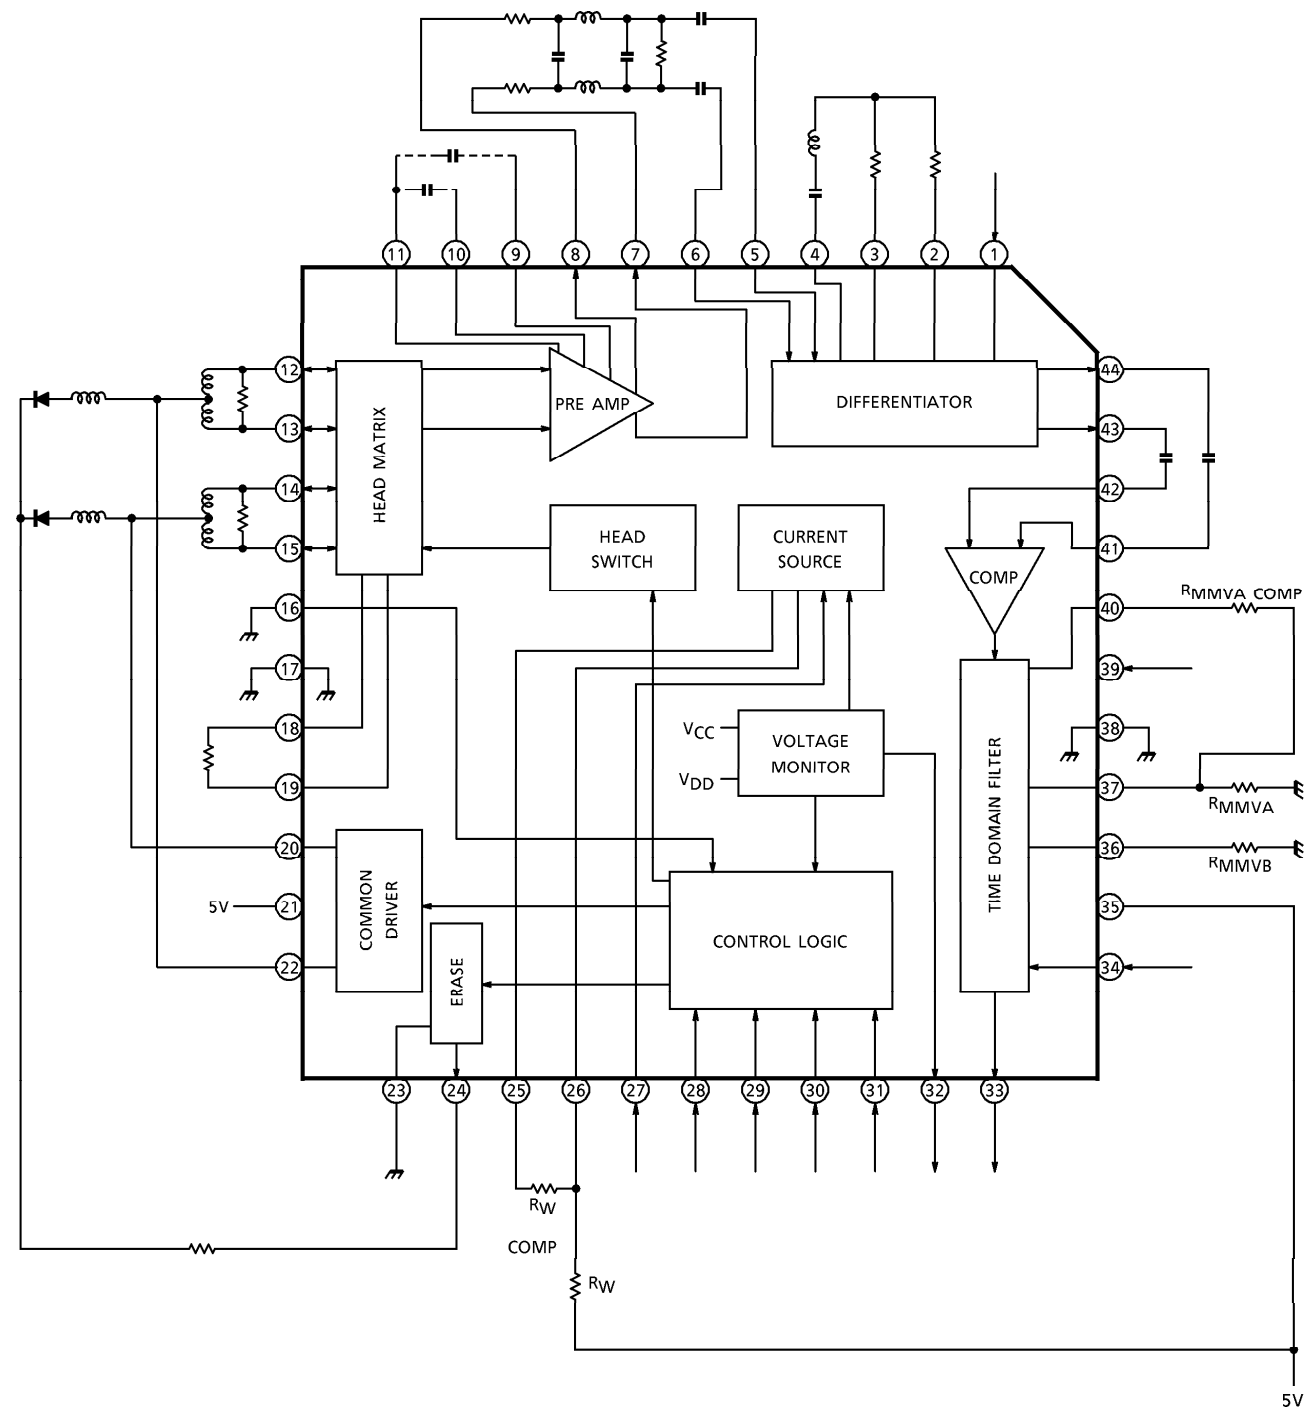 11
10
9
8
7
6
5
4
3
2
1
12
13
14
15
16
17
18
19
20
5V
21
22
HEAD MATRIX
PRE AMP
DIFFERENTIATOR
44
43
42
41
40
39
38
37
36
35
34
HEAD
SWITCH
CURRENT
SOURCE
COMP
RMMVA COMP
VCC
VDD
VOLTAGE
MONITOR
TIME DOMAIN FILTER
RMMVA
RMMVB
COMMON
DRIVER
ERASE
CONTROL LOGIC
23
24
25
26
27
28
29
30
31
32
33
RW
COMP
RW
5V